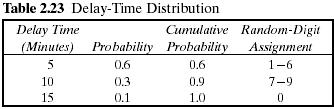 Table 2.23 Delay-Time Distribution
Delay Time Cumulative Random-Digit
(Minutes) Probability Probability Assignment
5 0.6 0.6 1–6
10 0.3 0.9 7–9
15 0.1 1.0 0